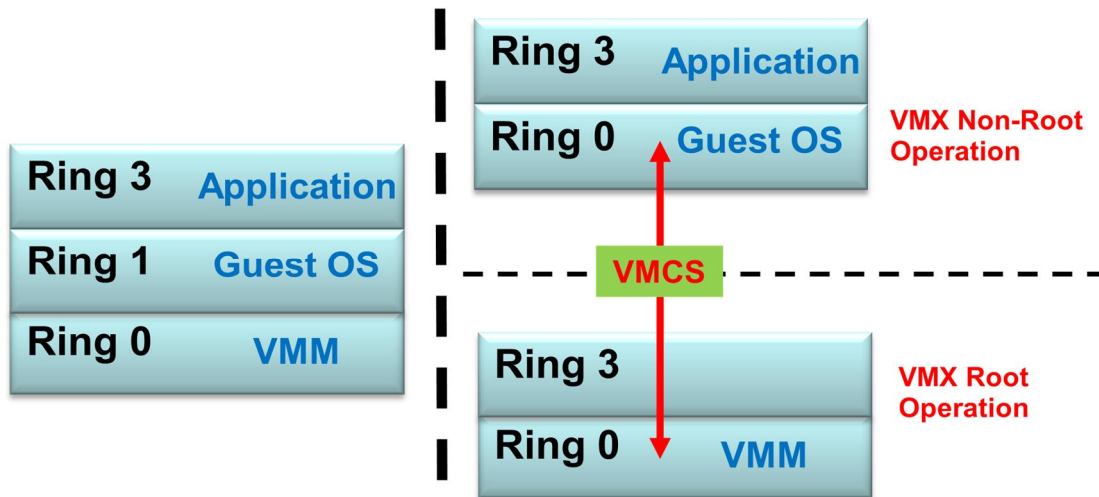 Ring 3 Application
Ring 1 Guest OS
Ring 0 VMM
Ring 3 Application
Ring 0 Guest OS
VMX Non-Root
Operation
VMCS
Ring 3
Ring 0 VMM
VMX Root
Operation